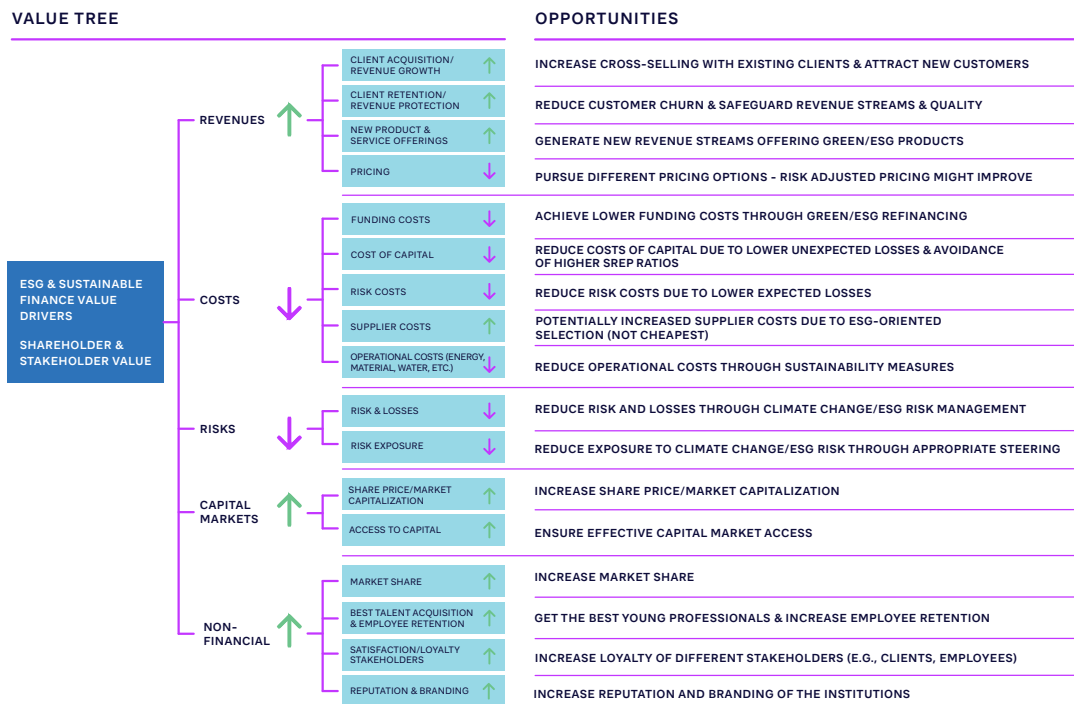 VALUE TREE
OPPORTUNITIES
ESG & SUSTAINABLE
FINANCE VALUE
DRIVERS
SHAREHOLDER &
STAKEHOLDER VALUE
REVENUES
CLIENT ACQUISITION/
REVENUE GROWTH
INCREASE CROSS-SELLING WITH EXISTING CLIENTS & ATTRACT NEW CUSTOMERS
CLIENT RETENTION/
REVENUE PROTECTION
REDUCE CUSTOMER CHURN & SAFEGUARD REVENUE STREAMS & QUALITY
NEW PRODUCT &
SERVICE OFFERINGS
GENERATE NEW REVENUE STREAMS OFFERING GREEN/ESG PRODUCTS
PRICING
PURSUE DIFFERENT PRICING OPTIONS - RISK ADJUSTED PRICING MIGHT IMPROVE
COSTS
FUNDING COSTS
ACHIEVE LOWER FUNDING COSTS THROUGH GREEN/ESG REFINANCING
COST OF CAPITAL
REDUCE COSTS OF CAPITAL DUE TO LOWER UNEXPECTED LOSSES & AVOIDANCE
OF HIGHER SREP RATIOS
RISK COSTS
REDUCE RISK COSTS DUE TO LOWER EXPECTED LOSSES
SUPPLIER COSTS
POTENTIALLY INCREASED SUPPLIER COSTS DUE TO ESG-ORIENTED
SELECTION (NOT CHEAPEST)
OPERATIONAL COSTS (ENERGY,
MATERIAL, WATER, ETC.)
REDUCE OPERATIONAL COSTS THROUGH SUSTAINABILITY MEASURES
RISKS
RISK & LOSSES
REDUCE RISK AND LOSSES THROUGH CLIMATE CHANGE/ESG RISK MANAGEMENT
RISK EXPOSURE
REDUCE EXPOSURE TO CLIMATE CHANGE/ESG RISK THROUGH APPROPRIATE STEERING
CAPITAL
MARKETS
SHARE PRICE/MARKET
CAPITALIZATION
INCREASE SHARE PRICE/MARKET CAPITALIZATION
ACCESS TO CAPITAL
ENSURE EFFECTIVE CAPITAL MARKET ACCESS
NON-
FINANCIAL
MARKET SHARE
INCREASE MARKET SHARE
BEST TALENT ACQUISITION
& EMPLOYEE RETENTION
GET THE BEST YOUNG PROFESSIONALS & INCREASE EMPLOYEE RETENTION
SATISFACTION/LOYALTY
STAKEHOLDERS
INCREASE LOYALTY OF DIFFERENT STAKEHOLDERS (E.G., CLIENTS, EMPLOYEES)
REPUTATION & BRANDING
INCREASE REPUTATION AND BRANDING OF THE INSTITUTIONS